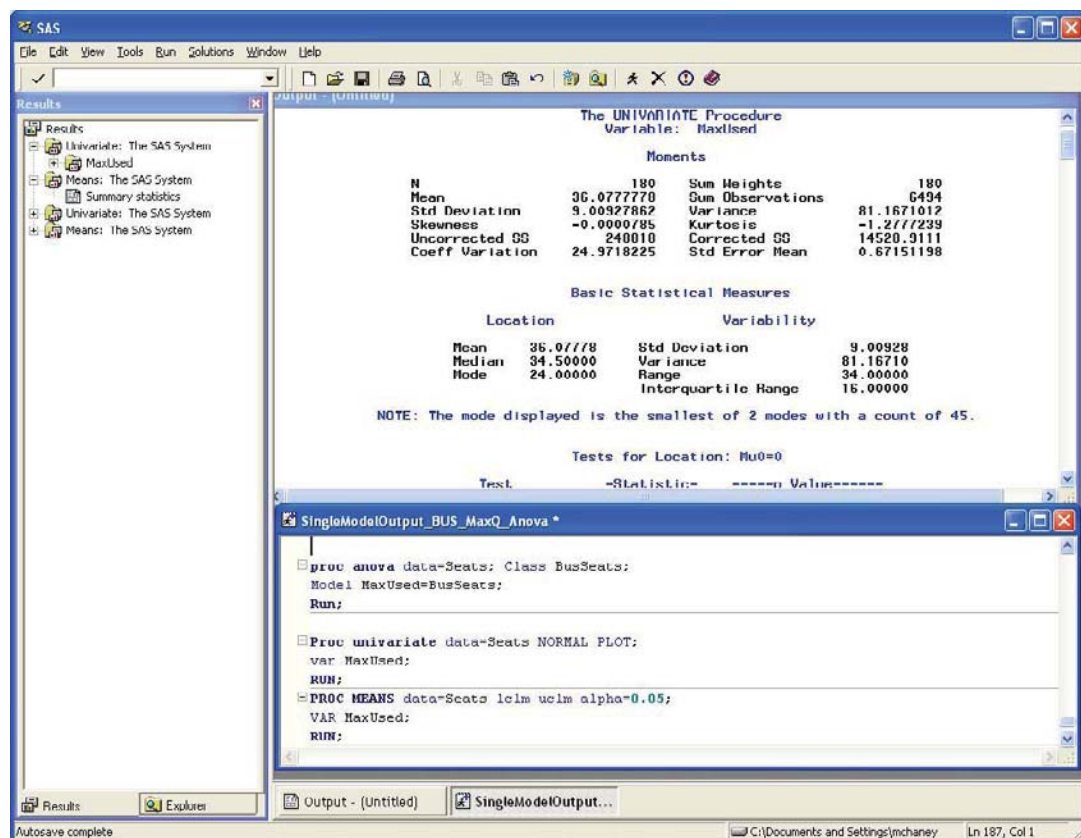 SAS
File Edit View Tools Run Solutions Window Help
Results
Results
Univariate: The SAS System
MaxUsed
Means: The SAS System
Summary statistics
Univariate: The SAS System
Means: The SAS System
Results Explorer
Output - (Untitled)
The UNIVARIATE Procedure
Variable: MaxUsed
Moments
N 180 Sum Weights 180
Mean 36.0777778 Sum Observations 6494
Std Deviation 9.00927862 Variance 81.1671012
Skewness -0.0000785 Kurtosis -1.2777239
Uncorrected SS 248810 Corrected SS 14528.9111
Coeff Variation 24.9718225 Std Error Mean 0.67151198
Basic Statistical Measures
Location Variability
Mean 36.07778 Std Deviation 9.00928
Median 34.50000 Variance 81.16710
Mode 24.00000 Range 34.00000
Interquartile Range 16.00000
NOTE: The mode displayed is the smallest of 2 modes with a count of 45.
Tests for Location: Mu0=0
Test -Statistic- -----p Value------
SingleModelOutput_BUS_MaxQ_Anova *
proc anova data=Seats; Class BusSeats;
Model MaxUsed=BusSeats;
Run;
Proc univariate data=Seats NORMAL PLOT;
var MaxUsed;
RUN;
PROC MEANS data=Seats lclm uclm alpha=0.05;
VAR MaxUsed;
RUN;
Output - (Untitled) SingleModelOutput...
Autosave complete C:\Documents and Settings\mchaney Ln 187, Col 1